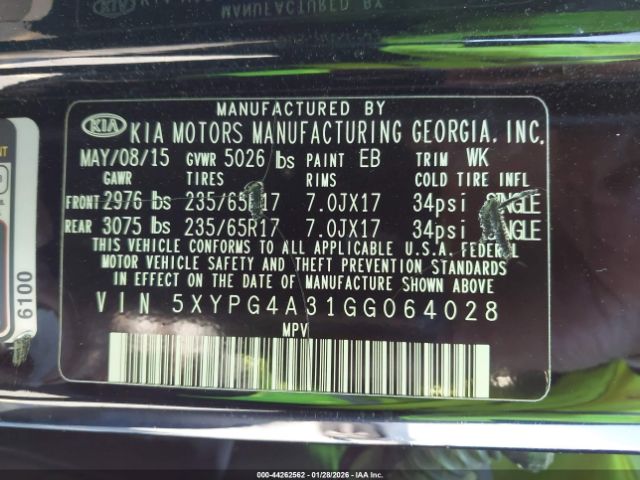 MANUFACTURED BY
KIA KIA MOTORS MANUFACTURING GEORGIA, INC.
MAY/08/15 GVWR 5026 lbs PAINT EB TRIM WK
GAWR TIRES RIMS COLD TIRE INFL
FRONT 2976 lbs 235/65R17 7.0JX17 34psi SINGLE
REAR 3075 lbs 235/65R17 7.0JX17 34psi SINGLE
THIS VEHICLE CONFORMS TO ALL APPLICABLE U.S.A. FEDERAL
MOTOR VEHICLE SAFETY AND THEFT PREVENTION STANDARDS
IN EFFECT ON THE DATE OF MANUFACTURE SHOWN ABOVE.
VIN 5XYPG4A31GG064028
MPV
6100
000-44262562 | 01/28/2026 - IAA Inc.